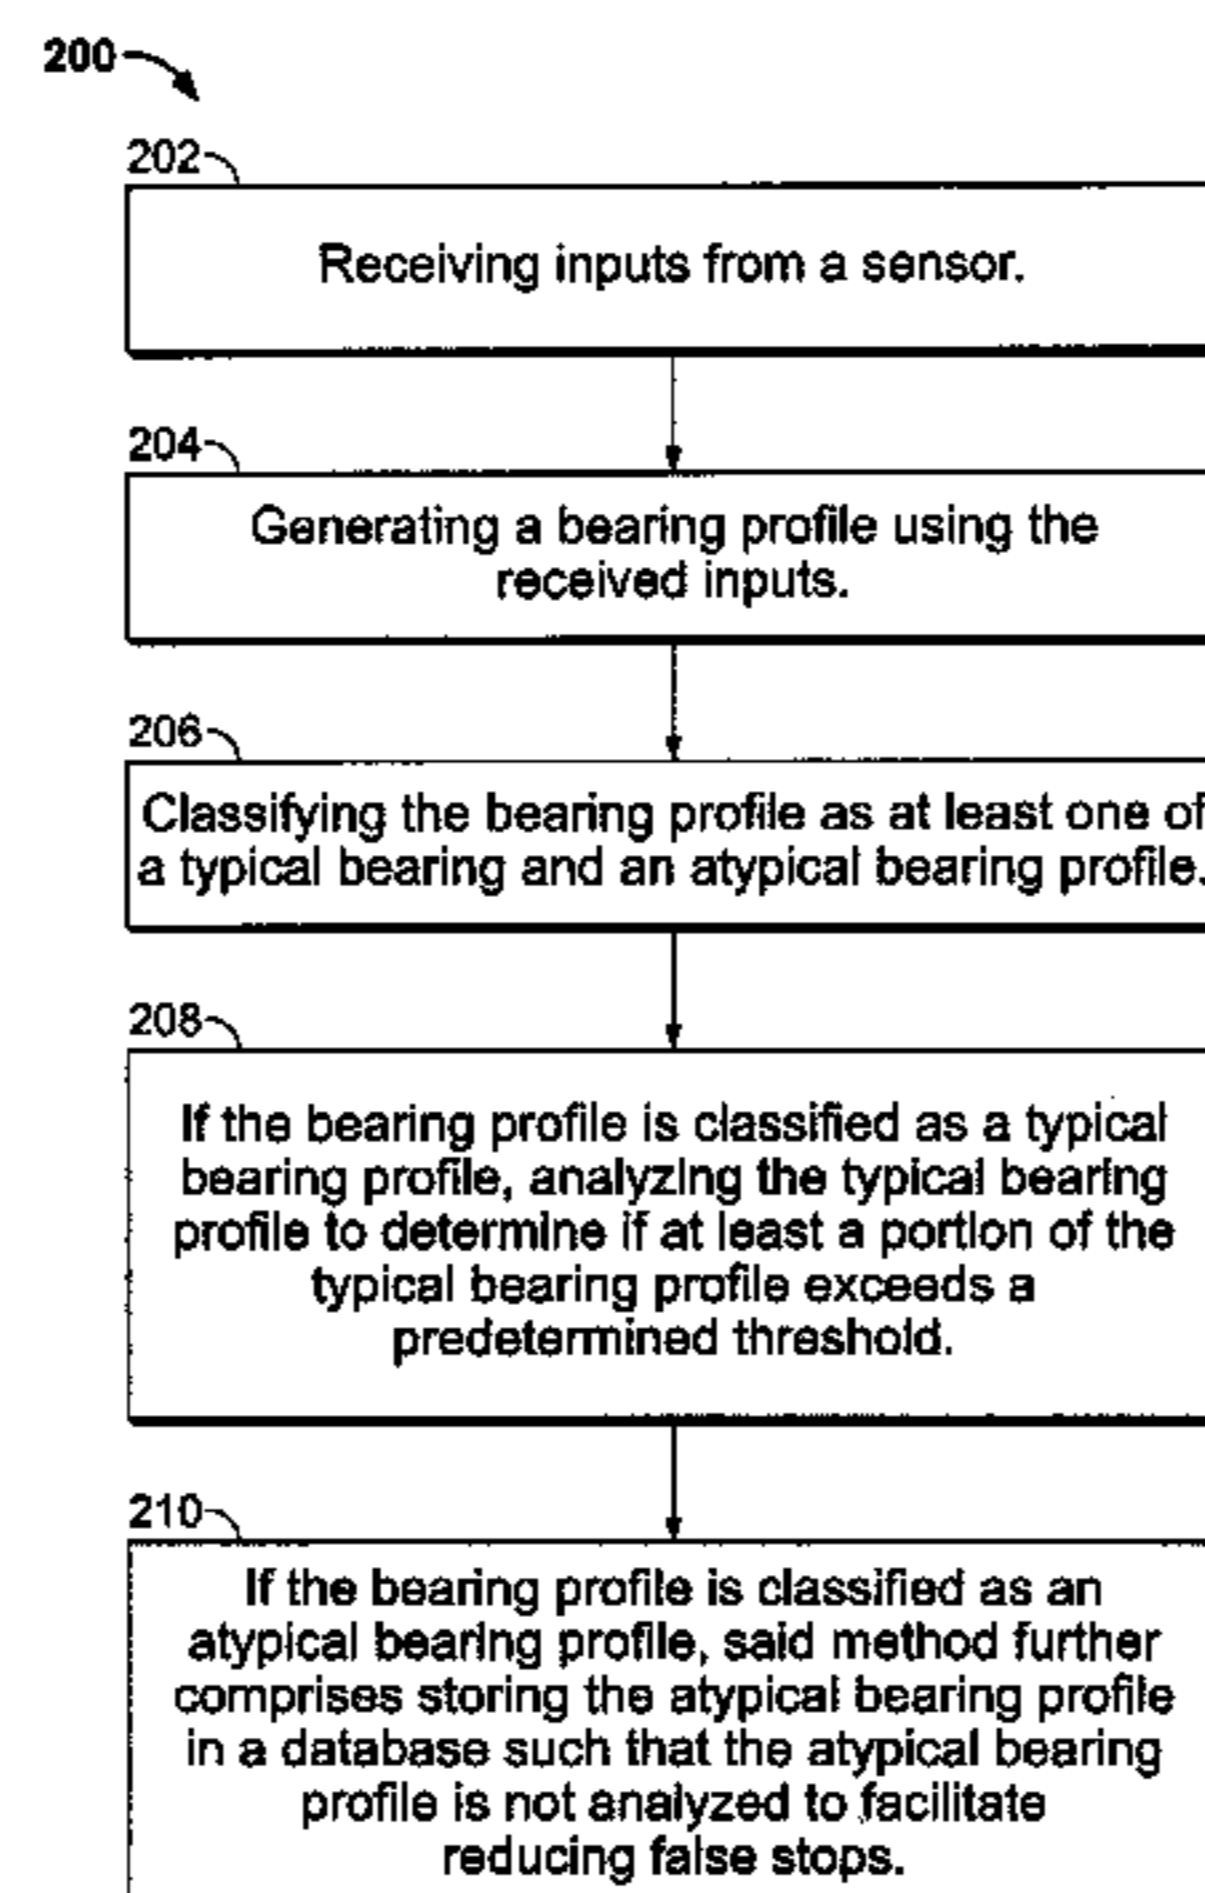 200
202
Receiving inputs from a sensor.
204
Generating a bearing profile using the
received inputs.
206
Classifying the bearing profile as at least one of
a typical bearing and an atypical bearing profile.
208
If the bearing profile is classified as a typical
bearing profile, analyzing the typical bearing
profile to determine if at least a portion of the
typical bearing profile exceeds a
predetermined threshold.
210
If the bearing profile is classified as an
atypical bearing profile, said method further
comprises storing the atypical bearing profile
in a database such that the atypical bearing
profile is not analyzed to facilitate
reducing false stops.